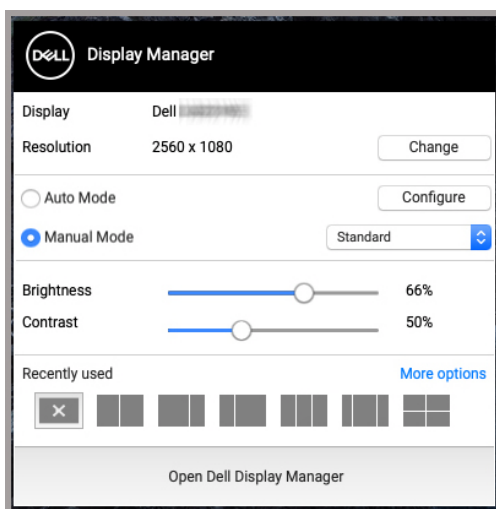 DELL Display Manager
Display Dell
Resolution 2560 x 1080 Change
Auto Mode Configure
Manual Mode Standard
Brightness 66%
Contrast 50%
Recently used More options
Open Dell Display Manager